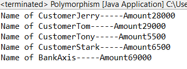 <terminated> Polymorphism [Java Application] C:\Use
Name of CustomerJerry-----Amount28000
Name of CustomerTom-----Amount29000
Name of CustomerTony-----Amount5500
Name of CustomerStark-----Amount6500
Name of BankAxis-----Amount69000